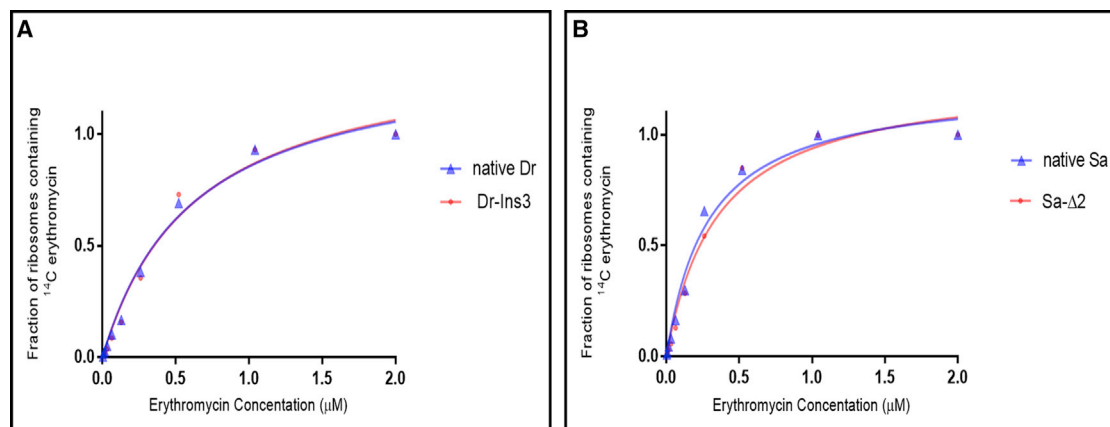 A
Fraction of ribosomes containing
¹⁴C erythromycin
1.0
0.5
0.0
0.0 0.5 1.0 1.5 2.0
Erythromycin Concentation (μM)
native Dr
Dr-Ins3
B
Fraction of ribosomes containing
¹⁴C erythromycin
1.0
0.5
0.0
0.0 0.5 1.0 1.5 2.0
Erythromycin Concentation (μM)
native Sa
Sa-Δ2